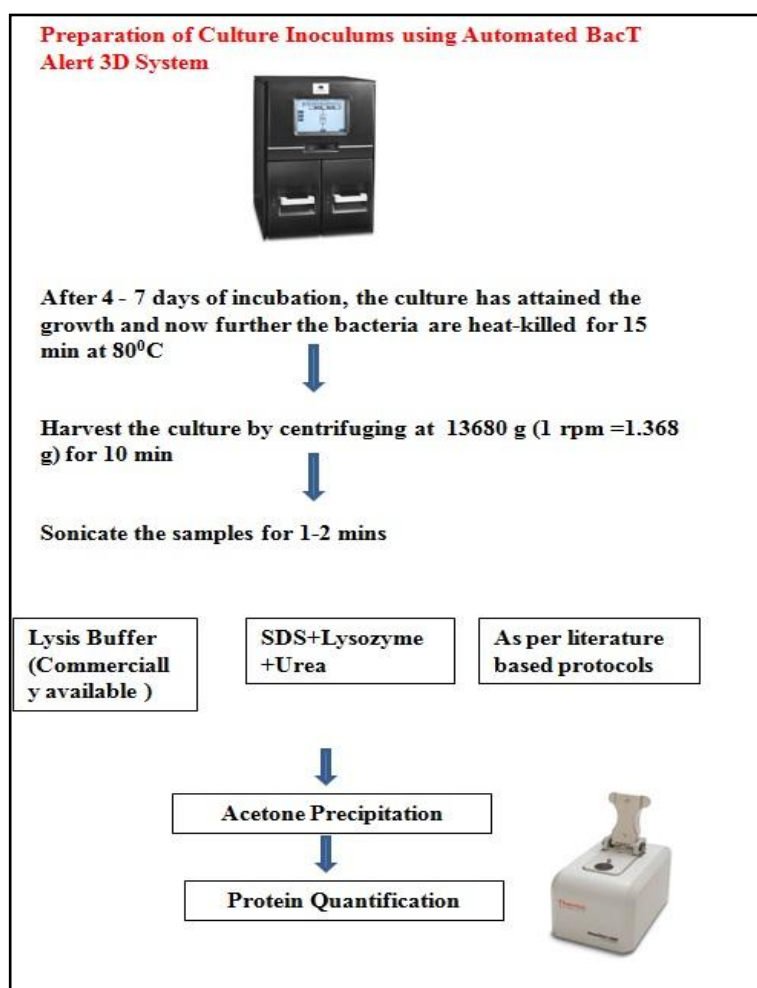 Preparation of Culture Inoculums using Automated BacT
Alert 3D System
After 4 - 7 days of incubation, the culture has attained the
growth and now further the bacteria are heat-killed for 15
min at 80⁰C
Harvest the culture by centrifuging at 13680 g (1 rpm =1.368
g) for 10 min
Sonicate the samples for 1-2 mins
Lysis Buffer
(Commerciall
y available )
SDS+Lysozyme
+Urea
As per literature
based protocols
Acetone Precipitation
Protein Quantification
Thermo